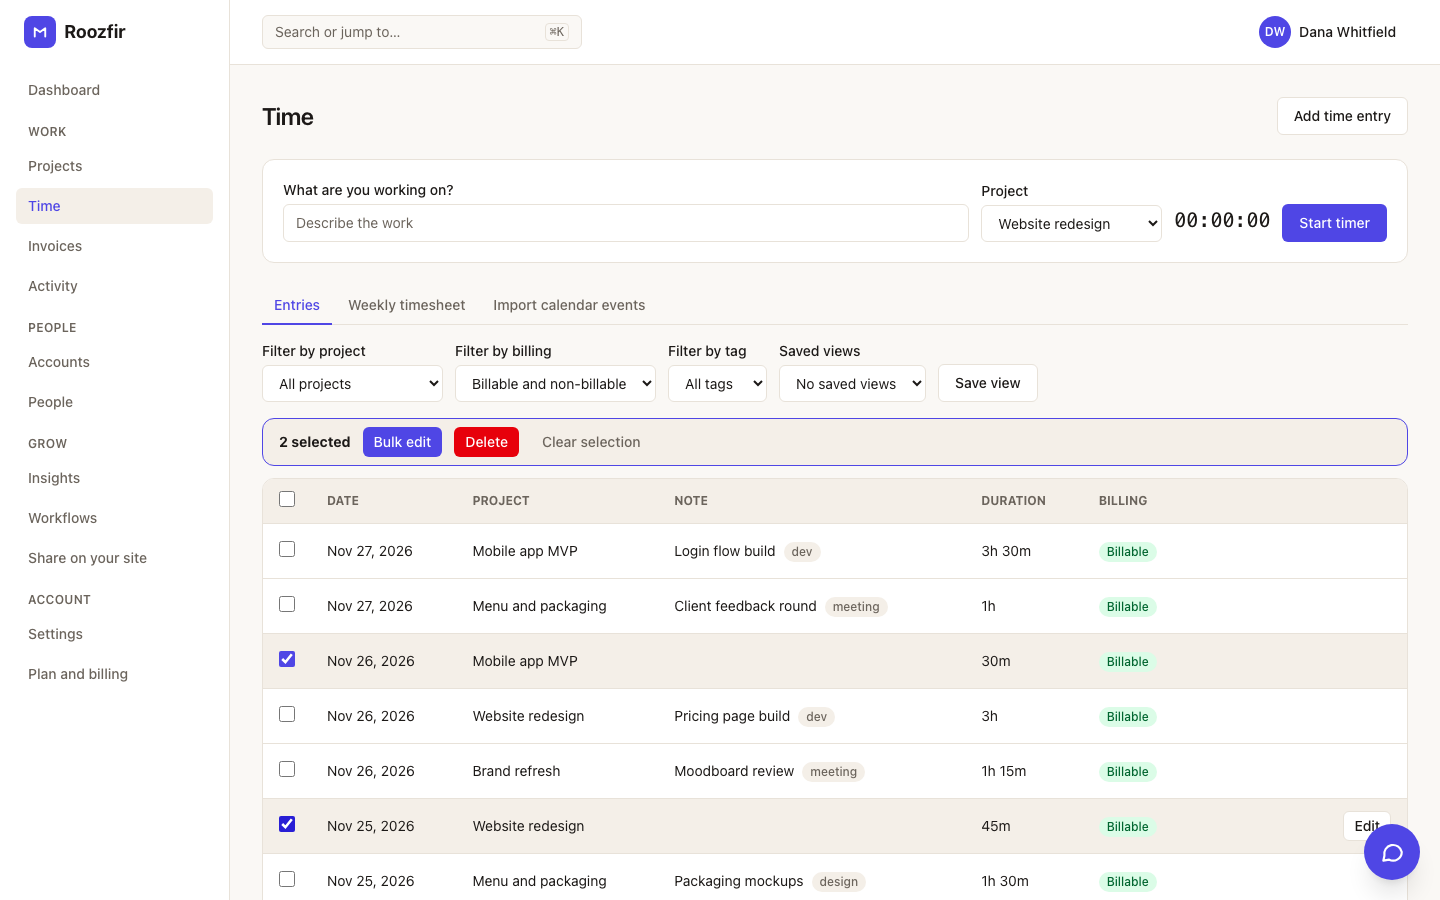 Roozfir
Search or jump to...
⌘K
DW
Dana Whitfield
Dashboard
WORK
Projects
Time
Invoices
Activity
PEOPLE
Accounts
People
GROW
Insights
Workflows
Share on your site
ACCOUNT
Settings
Plan and billing
Time
Add time entry
What are you working on?
Describe the work
Project
Website redesign
00:00:00
Start timer
Entries
Weekly timesheet
Import calendar events
Filter by project
All projects
Filter by billing
Billable and non-billable
Filter by tag
All tags
Saved views
No saved views
Save view
2 selected
Bulk edit
Delete
Clear selection
DATE PROJECT NOTE DURATION BILLING
Nov 27, 2026 Mobile app MVP Login flow build dev 3h 30m Billable
Nov 27, 2026 Menu and packaging Client feedback round meeting 1h Billable
Nov 26, 2026 Mobile app MVP 30m Billable
Nov 26, 2026 Website redesign Pricing page build dev 3h Billable
Nov 26, 2026 Brand refresh Moodboard review meeting 1h 15m Billable
Nov 25, 2026 Website redesign 45m Billable Edit
Nov 25, 2026 Menu and packaging Packaging mockups design 1h 30m Billable